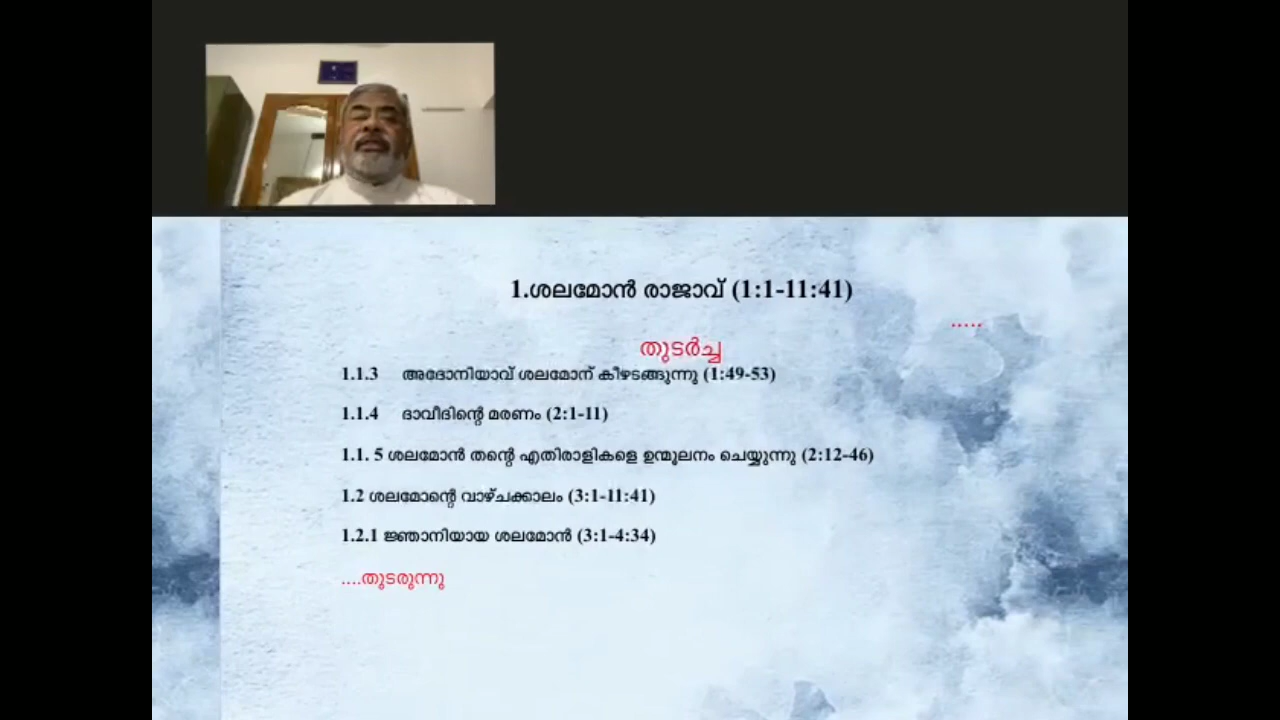 1.ശലമോൻ രാജാവ് (1:1-11:41)
.....
തുടർച്ച
1.1.3 അദോനിയാവ് ശലമോന് കീഴടങ്ങുന്നു (1:49-53)
1.1.4 ദാവീദിന്റെ മരണം (2:1-11)
1.1. 5 ശലമോൻ തന്റെ എതിരാളികളെ ഉന്മൂലനം ചെയ്യുന്നു (2:12-46)
1.2 ശലമോന്റെ വാഴ്ചക്കാലം (3:1-11:41)
1.2.1 ജ്ഞാനിയായ ശലമോൻ (3:1-4:34)
....തുടരുന്നു